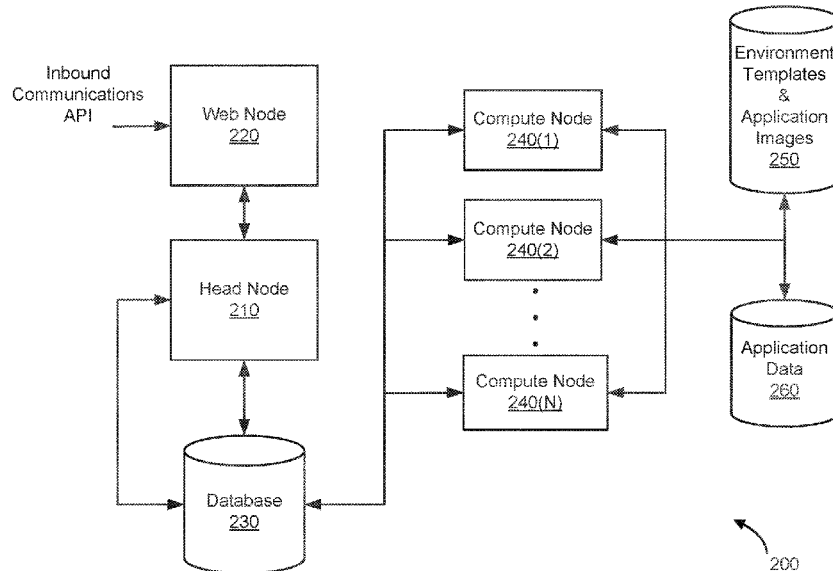 Inbound
Communications
API
Web Node
220
Head Node
210
Database
230
Compute Node
240(1)
Compute Node
240(2)
Compute Node
240(N)
Environment
Templates
&
Application
Images
250
Application
Data
260
200